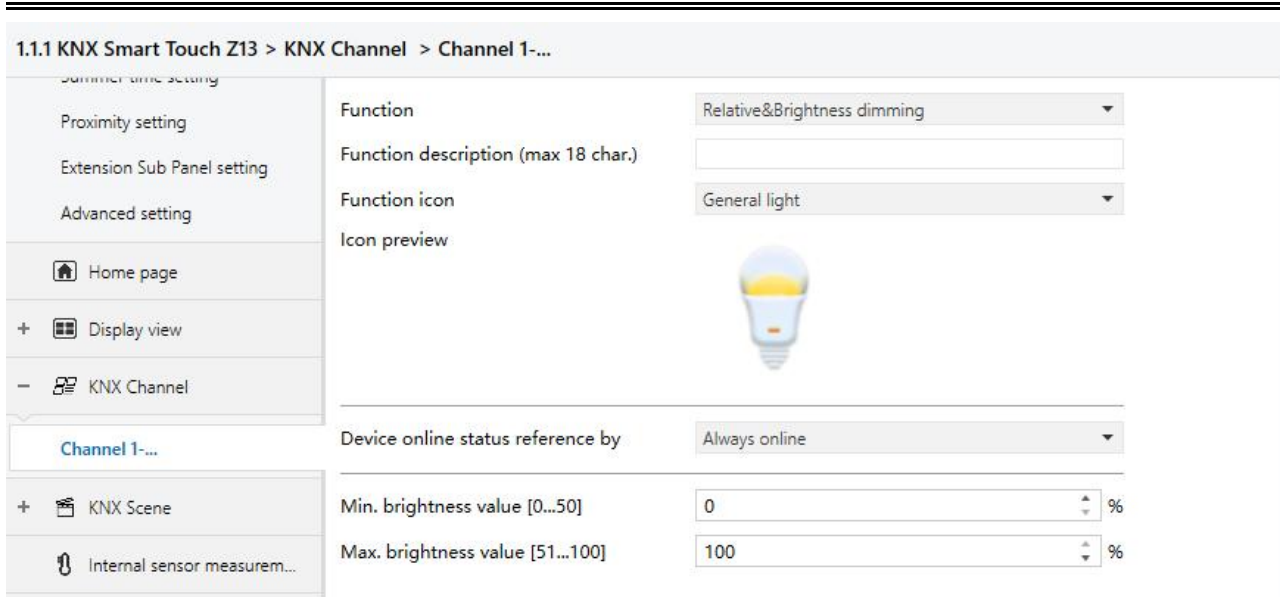 1.1.1 KNX Smart Touch Z13 > KNX Channel > Channel 1-...
Summer time setting
Proximity setting
Extension Sub Panel setting
Advanced setting
Home page
+ Display view
– KNX Channel
Channel 1-...
+ KNX Scene
Internal sensor measurem...
Function Relative&Brightness dimming
Function description (max 18 char.)
Function icon General light
Icon preview
Device online status reference by Always online
Min. brightness value [0...50] 0 %
Max. brightness value [51...100] 100 %